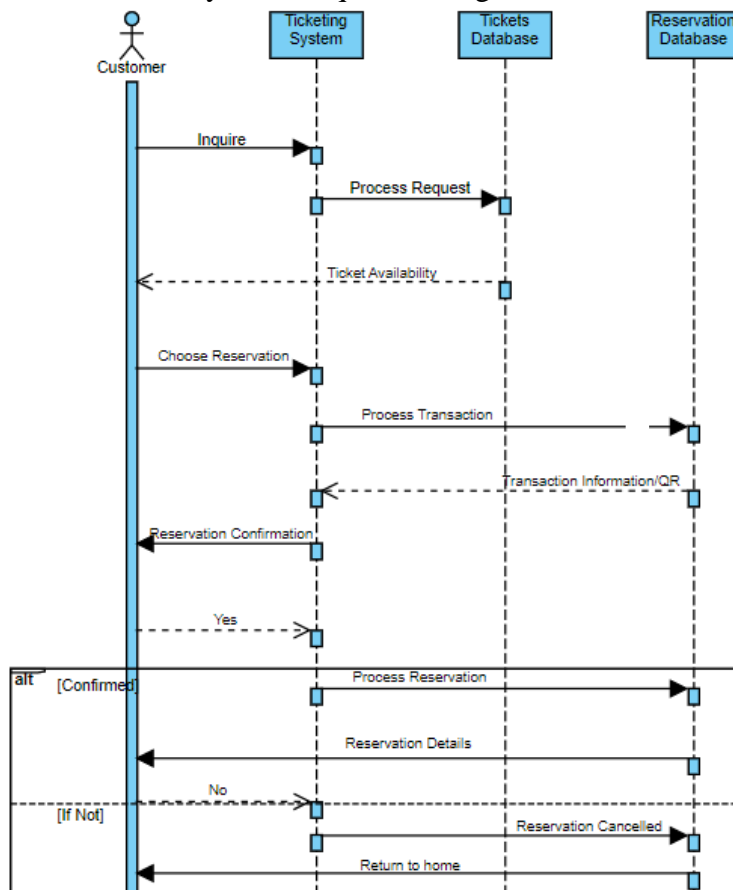 Ticketing
System
Tickets
Database
Reservation
Database
Customer
Inquire
Process Request
Ticket Availability
Choose Reservation
Process Transaction
Transaction Information/QR
Reservation Confirmation
Yes
alt
[Confirmed]
Process Reservation
Reservation Details
No
[If Not]
Reservation Cancelled
Return to home